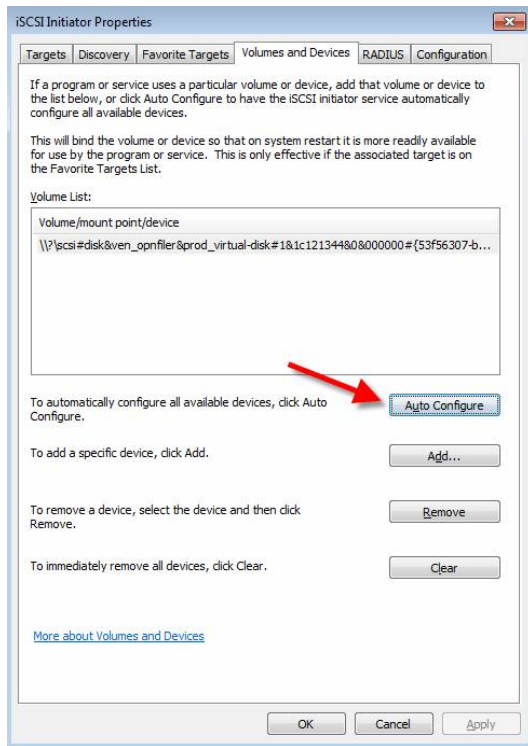 iSCSI Initiator Properties
Targets Discovery Favorite Targets Volumes and Devices RADIUS Configuration
If a program or service uses a particular volume or device, add that volume or device to
the list below, or click Auto Configure to have the iSCSI initiator service automatically
configure all available devices.
This will bind the volume or device so that on system restart it is more readily available
for use by the program or service.  This is only effective if the associated target is on
the Favorite Targets List.
Volume List:
Volume/mount point/device
\\?\scsi#disk&ven_opnfiler&prod_virtual-disk#1&1c121344&0&000000#{53f56307-b...
To automatically configure all available devices, click Auto
Configure.
Auto Configure
To add a specific device, click Add.
Add...
To remove a device, select the device and then click
Remove.
Remove
To immediately remove all devices, click Clear.
Clear
More about Volumes and Devices
OK Cancel Apply